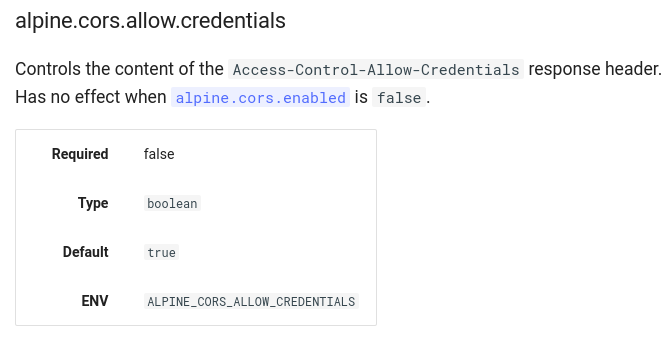 alpine.cors.allow.credentials
Controls the content of the Access-Control-Allow-Credentials response header.
Has no effect when alpine.cors.enabled is false.
Required false
Type boolean
Default true
ENV ALPINE_CORS_ALLOW_CREDENTIALS